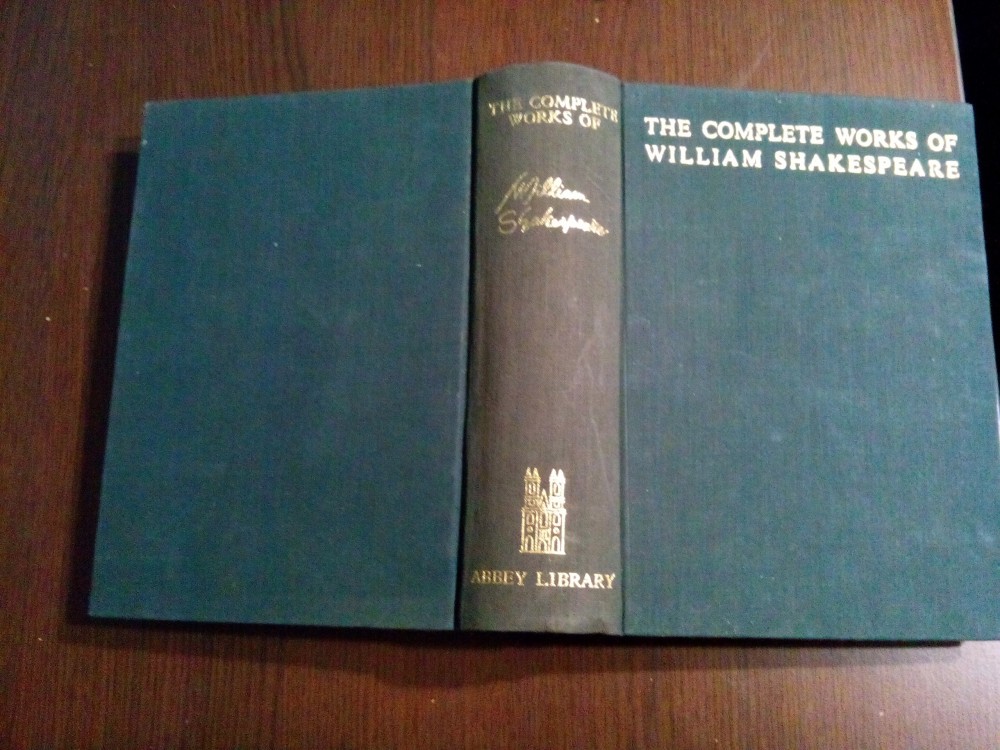 THE COMPLETE
WORKS OF
William
Shakespeare
ABBEY LIBRARY
THE COMPLETE WORKS OF
WILLIAM SHAKESPEARE